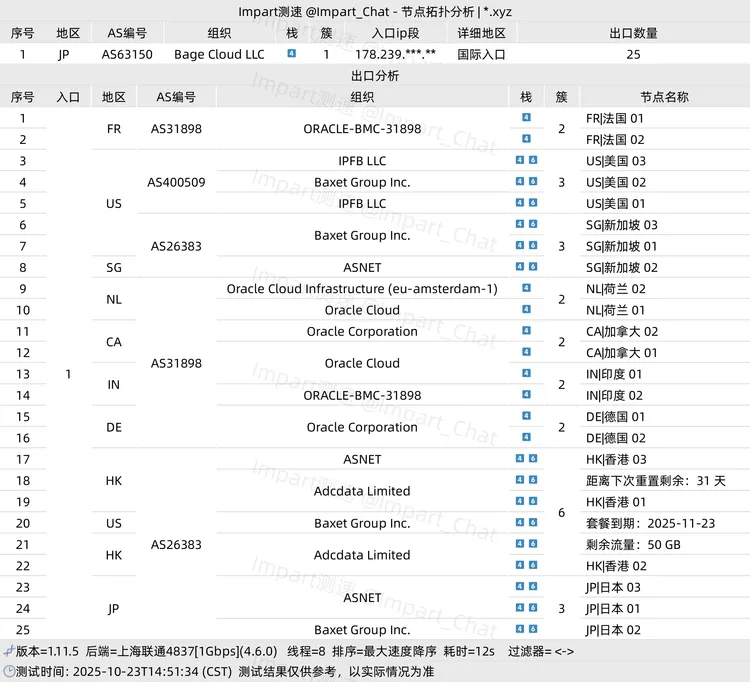 Impart测速 @Impart_Chat - 节点拓扑分析 | *.xyz
序号 地区 AS编号 组织 栈 簇 入口ip段 详细地区 出口数量
1 JP AS63150 Bage Cloud LLC 4 1 178.239.***.** 国际入口 25
出口分析
序号 入口 地区 AS编号 组织 栈 簇 节点名称
1 FR AS31898 ORACLE-BMC-31898 4 2 FR|法国 01
2 4 FR|法国 02
3 US AS400509 IPFB LLC 4 6 3 US|美国 03
4 Baxet Group Inc. 4 6 US|美国 02
5 IPFB LLC 4 6 US|美国 01
6 AS26383 Baxet Group Inc. 4 6 3 SG|新加坡 03
7 4 6 SG|新加坡 01
8 SG ASNET 4 6 SG|新加坡 02
9 NL AS31898 Oracle Cloud Infrastructure (eu-amsterdam-1) 4 2 NL|荷兰 02
10 Oracle Cloud 4 NL|荷兰 01
11 CA Oracle Corporation 4 2 CA|加拿大 02
12 Oracle Cloud 4 CA|加拿大 01
13 1 IN 4 2 IN|印度 01
14 ORACLE-BMC-31898 4 IN|印度 02
15 DE Oracle Corporation 4 2 DE|德国 01
16 4 DE|德国 02
17 HK AS26383 ASNET 4 6 6 HK|香港 03
18 Adcdata Limited 4 6 距离下次重置剩余：31 天
19 4 6 HK|香港 01
20 US Baxet Group Inc. 4 6 套餐到期：2025-11-23
21 HK Adcdata Limited 4 6 剩余流量：50 GB
22 4 6 HK|香港 02
23 JP ASNET 4 6 3 JP|日本 03
24 4 6 JP|日本 01
25 Baxet Group Inc. 4 6 JP|日本 02
版本=1.11.5 后端=上海联通4837[1Gbps](4.6.0) 线程=8 排序=最大速度降序 耗时=12s 过滤器= <->
测试时间: 2025-10-23T14:51:34 (CST) 测试结果仅供参考，以实际情况为准